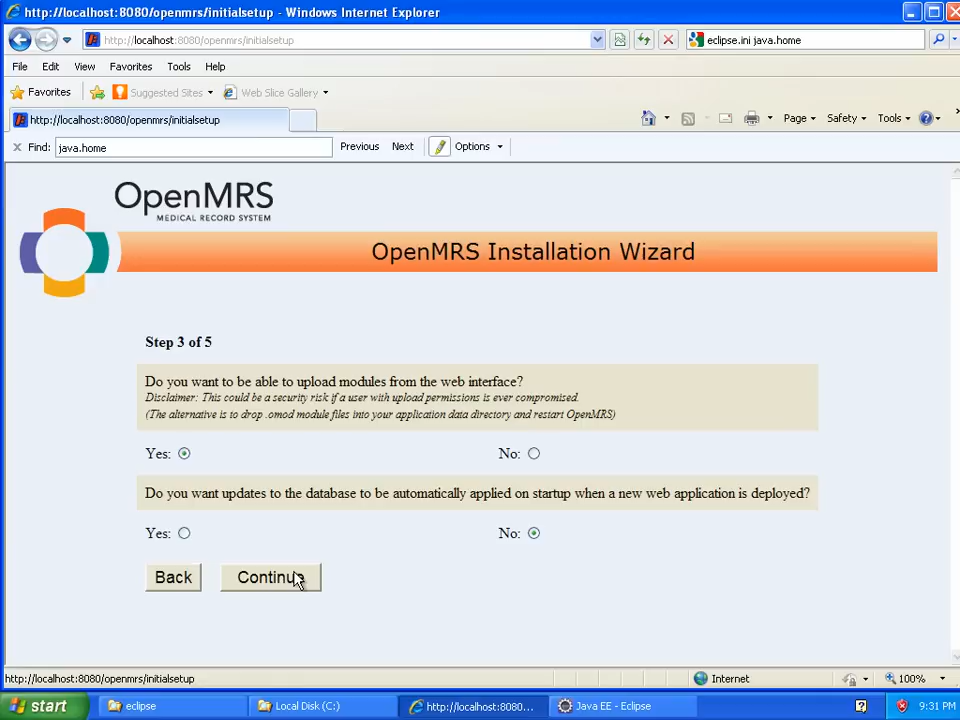 http://localhost:8080/openmrs/initialsetup - Windows Internet Explorer
http://localhost:8080/openmrs/initialsetup
eclipse.ini java.home
File Edit View Favorites Tools Help
Favorites Suggested Sites Web Slice Gallery
http://localhost:8080/openmrs/initialsetup
Page Safety Tools
Find: java.home Previous Next Options
OpenMRS
MEDICAL RECORD SYSTEM
OpenMRS Installation Wizard
Step 3 of 5
Do you want to be able to upload modules from the web interface?
Disclaimer: This could be a security risk if a user with upload permissions is ever compromised.
(The alternative is to drop .omod module files into your application data directory and restart OpenMRS)
Yes: No:
Do you want updates to the database to be automatically applied on startup when a new web application is deployed?
Yes: No:
Back Continue
http://localhost:8080/openmrs/initialsetup Internet 100%
start eclipse Local Disk (C:) http://localhost:8080... Java EE - Eclipse 9:31 PM